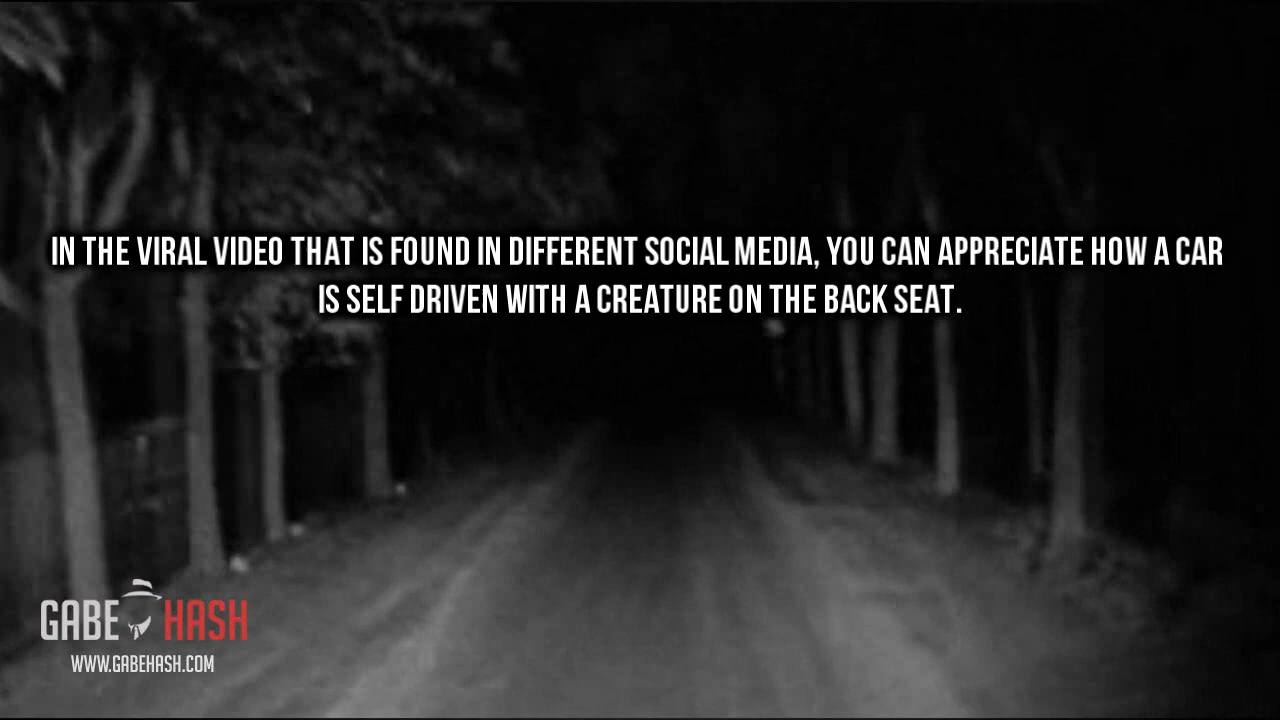 IN THE VIRAL VIDEO THAT IS FOUND IN DIFFERENT SOCIAL MEDIA, YOU CAN APPRECIATE HOW A CAR
IS SELF DRIVEN WITH A CREATURE ON THE BACK SEAT.
GABE HASH
WWW.GABEHASH.COM